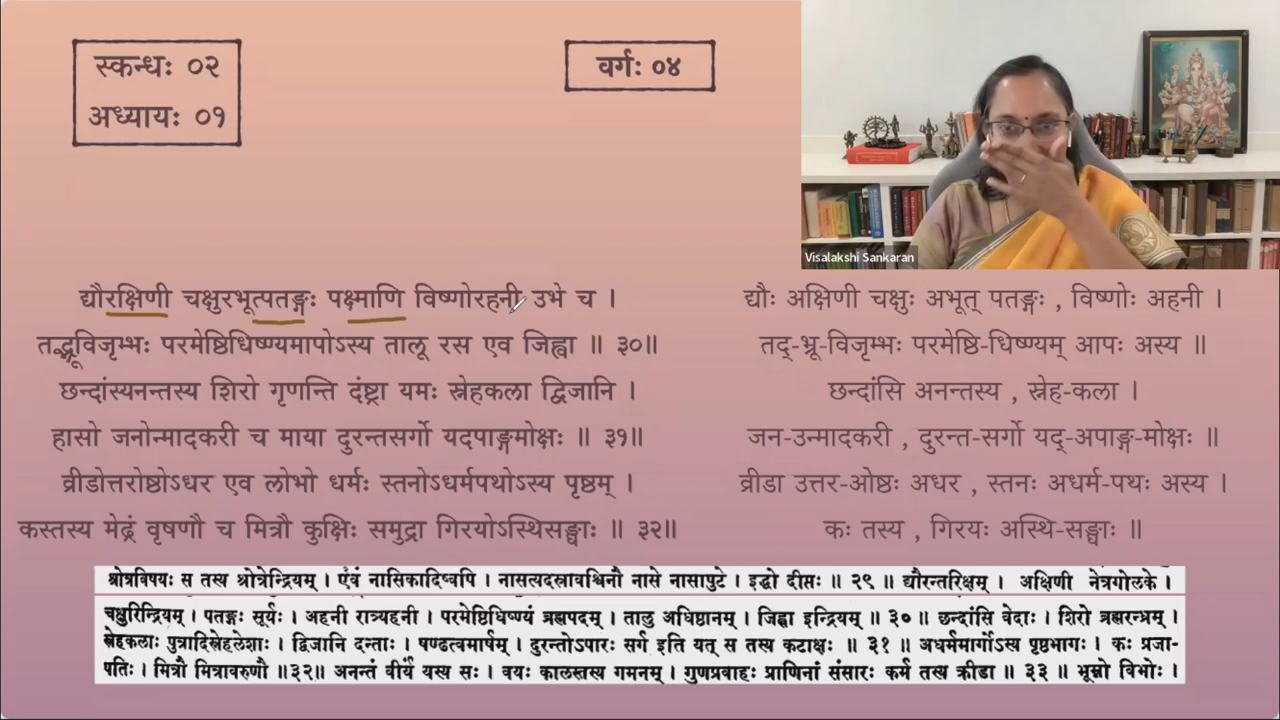 स्कन्धः ०२
अध्यायः ०१
वर्गः ०४
Visalakshi Sankaran
द्यौरक्षिणी चक्षुरभूत्पतङ्गः पक्ष्माणि विष्णोरहनी उभे च ।
तद्भ्रूविजृम्भः परमेष्ठिधिष्ण्यमापोऽस्य तालू रस एव जिह्वा ॥ ३०॥
छन्दांस्यनन्तस्य शिरो गृणन्ति दंष्ट्रा यमः स्नेहकला द्विजानि ।
हासो जनोन्मादकरी च माया दुरन्तसर्गो यदपाङ्गमोक्षः ॥ ३१॥
व्रीडोत्तरोष्ठोऽधर एव लोभो धर्मः स्तनोऽधर्मपथोऽस्य पृष्ठम् ।
कस्तस्य मेढ्रं वृषणौ च मित्रौ कुक्षिः समुद्रा गिरयोऽस्थिसङ्घाः ॥ ३२॥
द्यौः अक्षिणी चक्षुः अभूत् पतङ्गः , विष्णोः अहनी ।
तद्-भ्रू-विजृम्भः परमेष्ठि-धिष्ण्यम् आपः अस्य ॥
छन्दांसि अनन्तस्य , स्नेह-कला ।
जन-उन्मादकरी , दुरन्त-सर्गो यद्-अपाङ्ग-मोक्षः ॥
व्रीडा उत्तर-ओष्ठः अधर , स्तनः अधर्म-पथः अस्य ।
कः तस्य , गिरयः अस्थि-सङ्घाः ॥
श्रोत्रविषयः स तस्य श्रोत्रेन्द्रियम् । एवं नासिकादिष्वपि । नासत्यदस्रावश्विनौ नासे नासापुटे । इद्धो दीप्तः ॥ २९ ॥ द्यौरन्तरिक्षम् । अक्षिणी नेत्रगोलके ।
चक्षुरिन्द्रियम् । पतङ्गः सूर्यः । अहनी रात्र्यहनी । परमेष्ठिधिष्ण्यं ब्रह्मपदम् । तालु अधिष्ठानम् । जिह्वा इन्द्रियम् ॥ ३० ॥ छन्दांसि वेदाः । शिरो ब्रह्मरन्ध्रम् ।
स्नेहकलाः पुत्रादिस्नेहलेशाः । द्विजानि दन्ताः । षण्ढत्वमार्षम् । दुरन्तोऽपारः सर्ग इति यत् स तस्य कटाक्षः ॥ ३१ ॥ अधर्ममार्गोऽस्य पृष्ठभागः । कः प्रजा-
पतिः । मित्रौ मित्रावरुणौ ॥३२॥ अनन्तं वीर्यं यस्य सः । वयः कालस्तस्य गमनम् । गुणप्रवाहः प्राणिनां संसारः कर्म तस्य क्रीडा ॥ ३३ ॥ भूम्नो विभोः ।